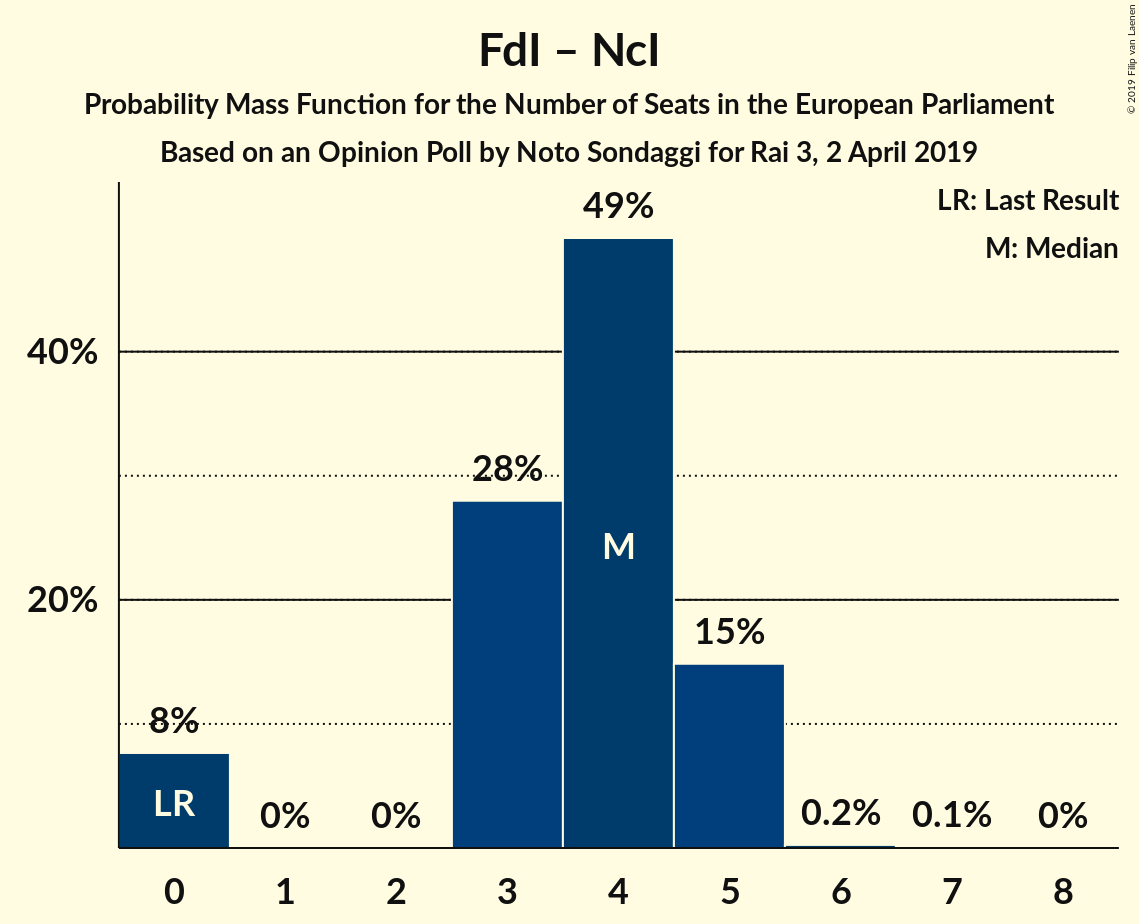 FdI – NcI
Probability Mass Function for the Number of Seats in the European Parliament
Based on an Opinion Poll by Noto Sondaggi for Rai 3, 2 April 2019
© 2019 Filip van Laenen
LR: Last Result
M: Median
40%
20%
8%
0%
0%
28%
49%
15%
0.2%
0.1%
0%
LR
M
0 1 2 3 4 5 6 7 8